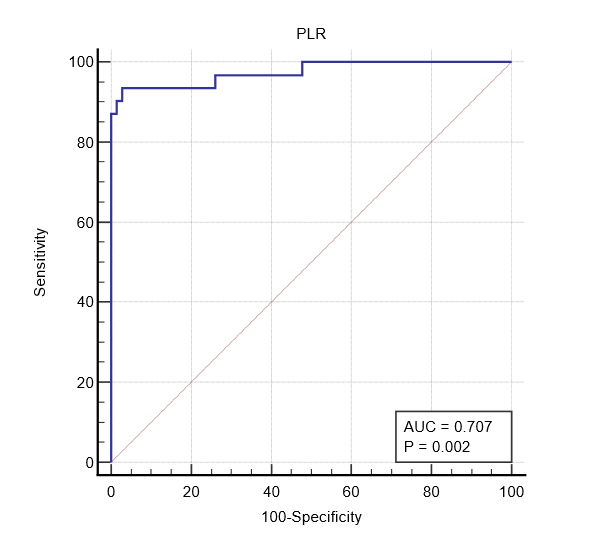 PLR
100
80
60
40
20
0
Sensitivity
AUC = 0.707
P = 0.002
0 20 40 60 80 100
100-Specificity